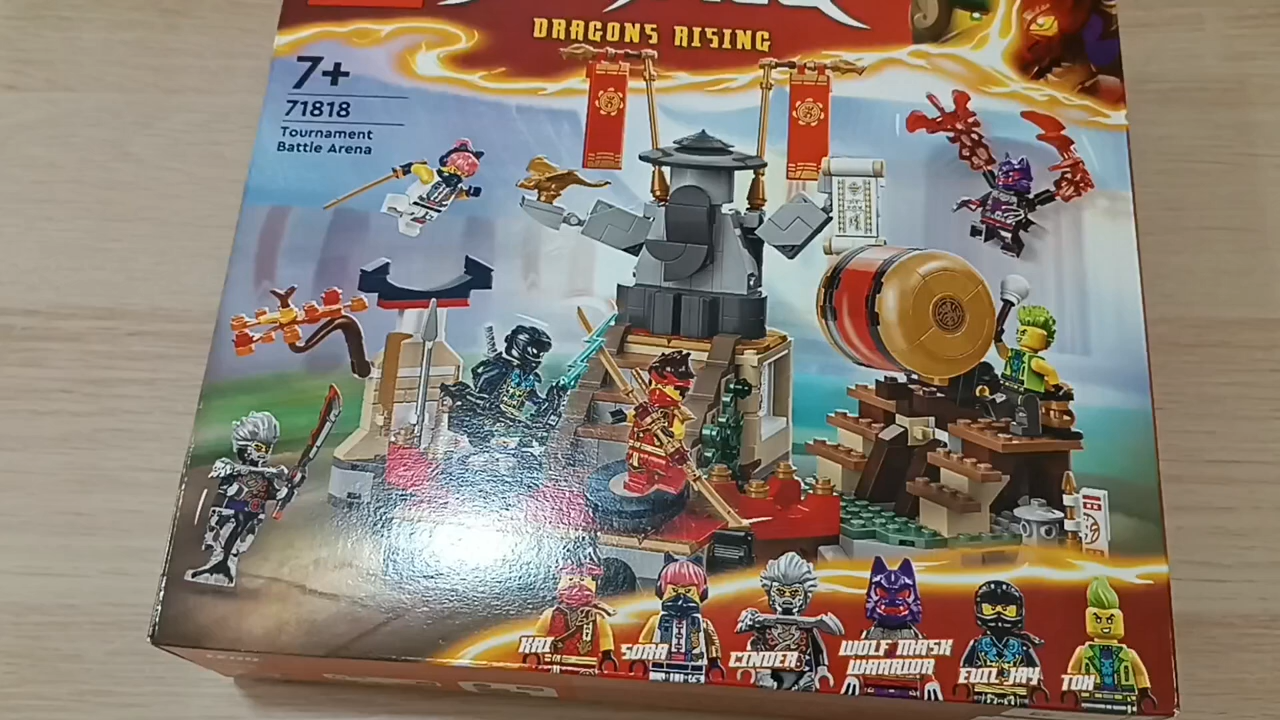 DRAGONS RISING
7+
71818
Tournament
Battle Arena
KAI
SORA
CINDER
WOLF MASK
WARRIOR
EVIL JAY
TOX